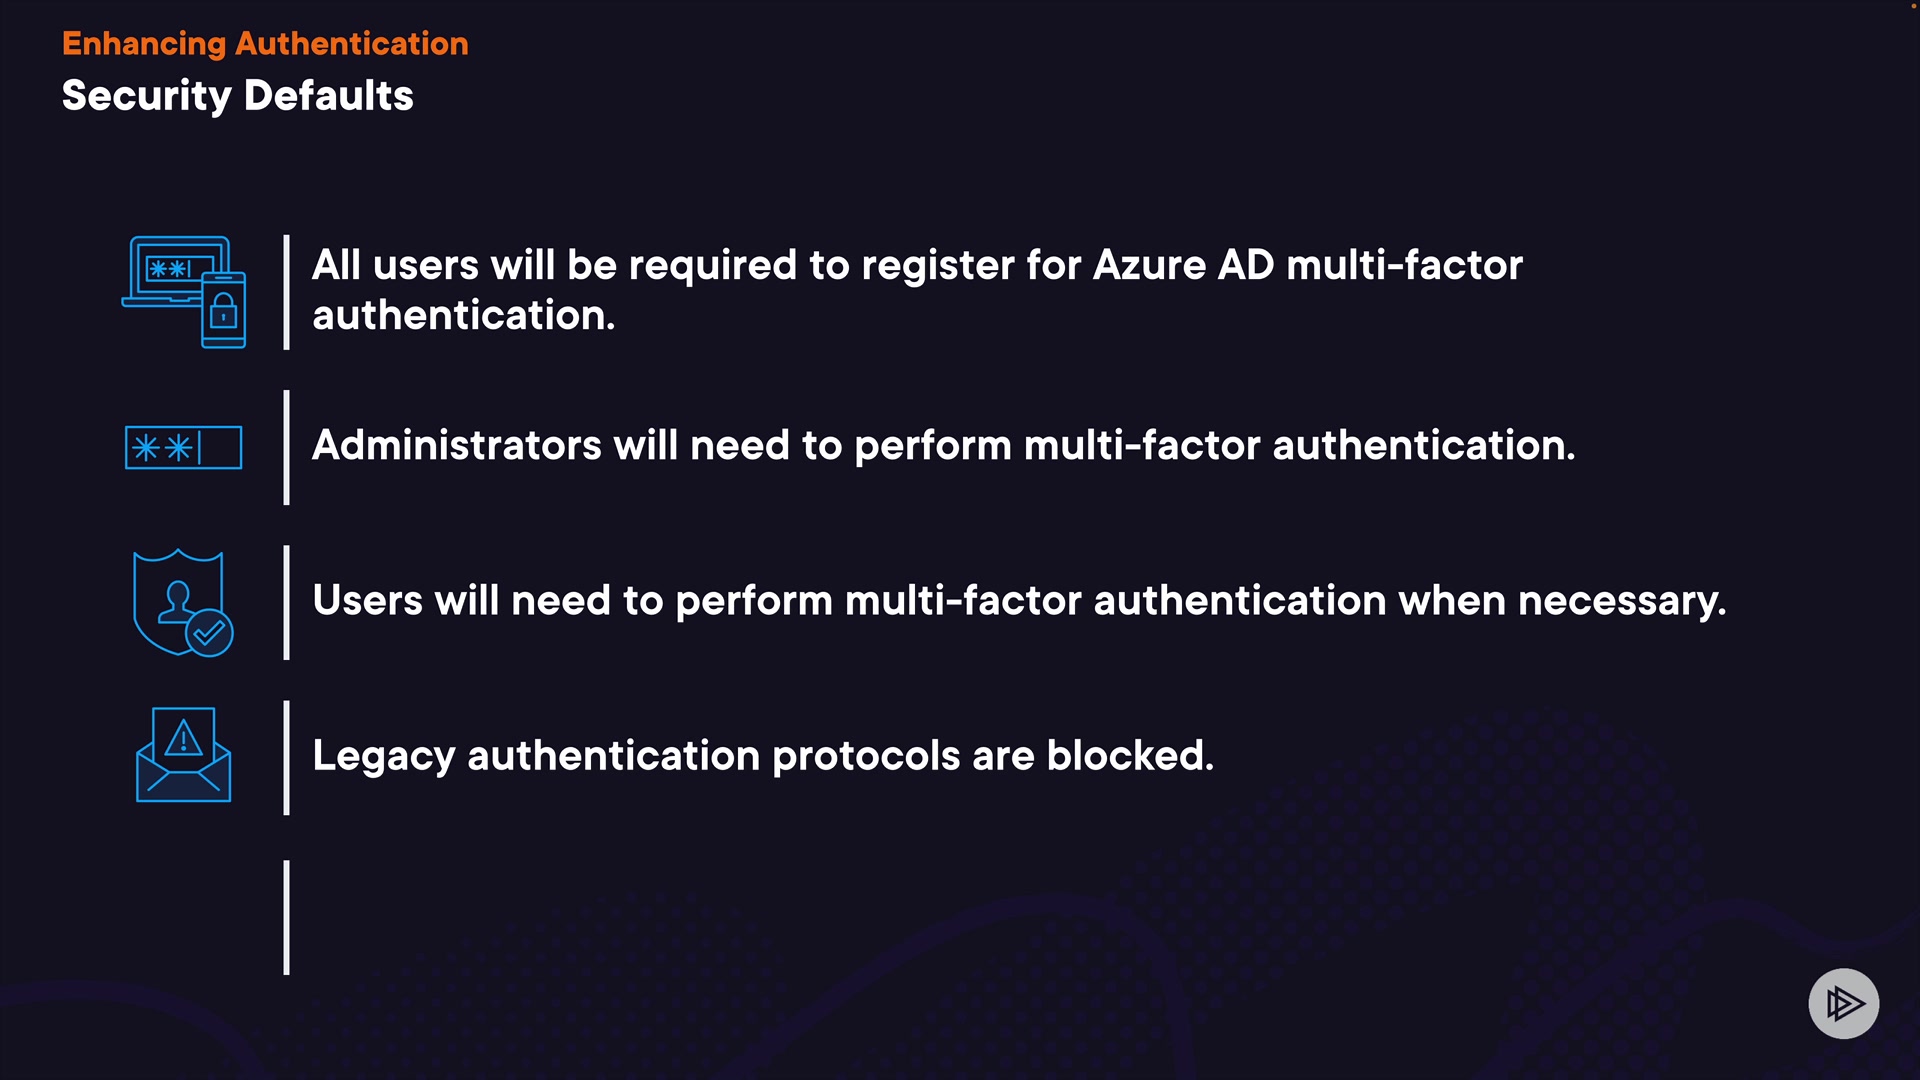 Enhancing Authentication
Security Defaults
All users will be required to register for Azure AD multi-factor
authentication.
Administrators will need to perform multi-factor authentication.
Users will need to perform multi-factor authentication when necessary.
Legacy authentication protocols are blocked.